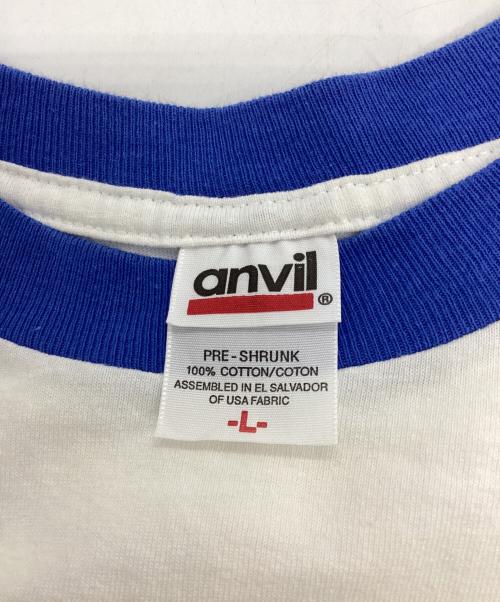 anvil
®
PRE-SHRUNK
100% COTTON/COTON
ASSEMBLED IN EL SALVADOR
OF USA FABRIC
-L-